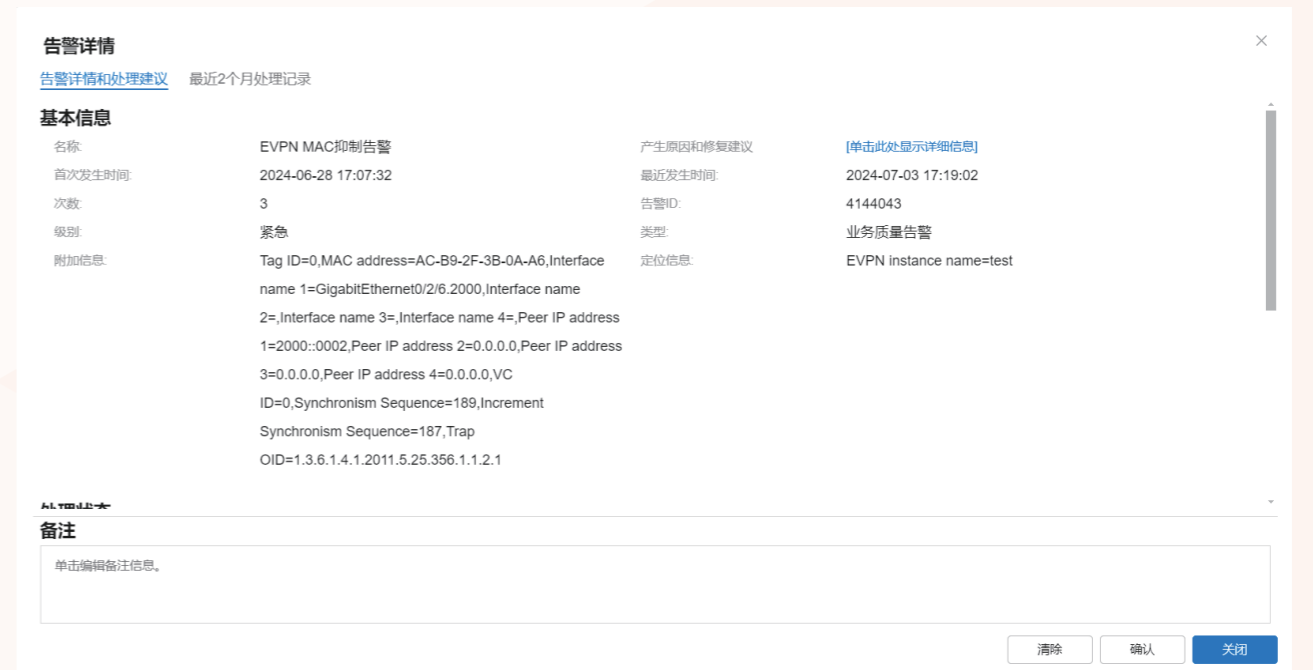 告警详情
告警详情和处理建议 最近2个月处理记录
基本信息
名称: EVPN MAC抑制告警 产生原因和修复建议 [单击此处显示详细信息]
首次发生时间: 2024-06-28 17:07:32 最近发生时间: 2024-07-03 17:19:02
次数: 3 告警ID: 4144043
级别: 紧急 类型: 业务质量告警
附加信息: Tag ID=0,MAC address=AC-B9-2F-3B-0A-A6,Interface 定位信息: EVPN instance name=test
name 1=GigabitEthernet0/2/6.2000,Interface name
2=,Interface name 3=,Interface name 4=,Peer IP address
1=2000::0002,Peer IP address 2=0.0.0.0,Peer IP address
3=0.0.0.0,Peer IP address 4=0.0.0.0,VC
ID=0,Synchronism Sequence=189,Increment
Synchronism Sequence=187,Trap
OID=1.3.6.1.4.1.2011.5.25.356.1.1.2.1
处理状态
备注
单击编辑备注信息。
清除 确认 关闭